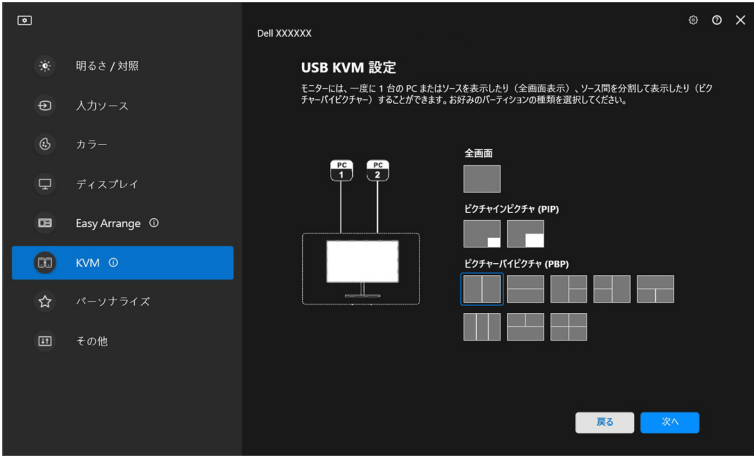 Dell XXXXXX
明るさ / 対照
入力ソース
カラー
ディスプレイ
Easy Arrange
KVM
パーソナライズ
その他
USB KVM 設定
モニターには、一度に 1 台の PC またはソースを表示したり（全画面表示）、ソース間を分割して表示したり（ピク
チャーバイピクチャー）することができます。お好みのパーティションの種類を選択してください。
PC
1
PC
2
全画面
ピクチャインピクチャ (PIP)
ピクチャーバイピクチャ (PBP)
戻る
次へ